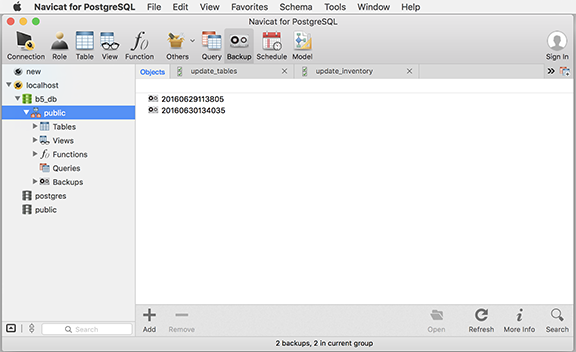 Navicat for PostgreSQL File Edit View Favorites Schema Tools Window Help
Navicat for PostgreSQL
Connection Role Table View Function Others Query Backup Schedule Model Sign In
Objects update_tables update_inventory
new
localhost
b5_db
public
Tables
Views
Functions
Queries
Backups
postgres
public
20160629113805
20160630134035
Add Remove Open Refresh More Info Search
Search
2 backups, 2 in current group